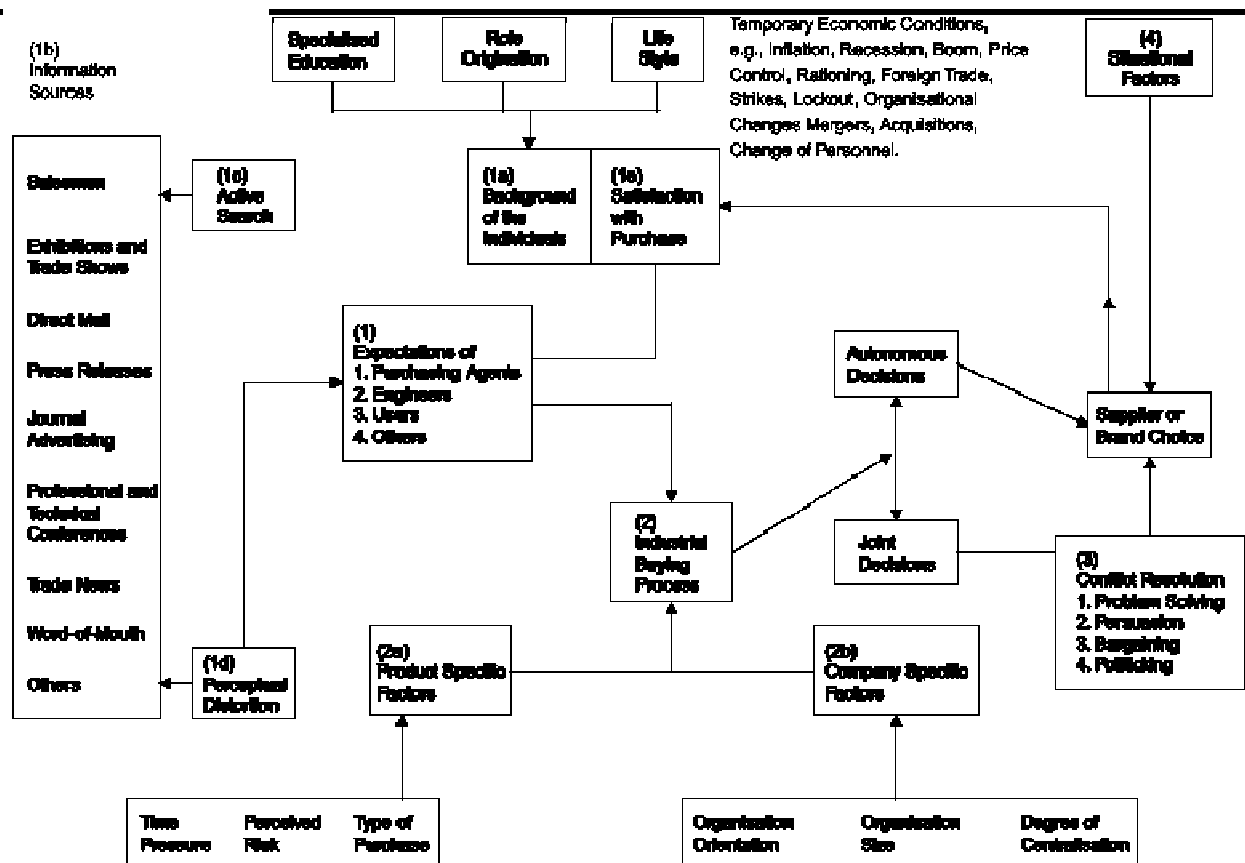 (1b)
Information
Sources
Specialised
Education
Role
Origination
Life
Style
Temporary Economic Conditions,
e.g., Inflation, Recession, Boom, Price
Control, Rationing, Foreign Trade,
Strikes, Lockout, Organisational
Changes Mergers, Acquisitions,
Change of Personnel.
(4)
Situational
Factors
Salesmen
Exhibitions and
Trade Shows
Direct Mail
Press Releases
Journal
Advertising
Professional and
Technical
Conferences
Trade News
Word-of-Mouth
Others
(1c)
Active
Search
(1a)
Background
of the
Individuals
(1e)
Satisfaction
with
Purchase
(1)
Expectations of
1. Purchasing Agents
2. Engineers
3. Users
4. Others
Autonomous
Decisions
Supplier or
Brand Choice
(2)
Industrial
Buying
Process
Joint
Decisions
(3)
Conflict Resolution
1. Problem Solving
2. Persuasion
3. Bargaining
4. Politicking
(1d)
Perceptual
Distortion
(2a)
Product Specific
Factors
(2b)
Company Specific
Factors
Time
Pressure
Perceived
Risk
Type of
Purchase
Organisation
Orientation
Organisation
Size
Degree of
Centralisation